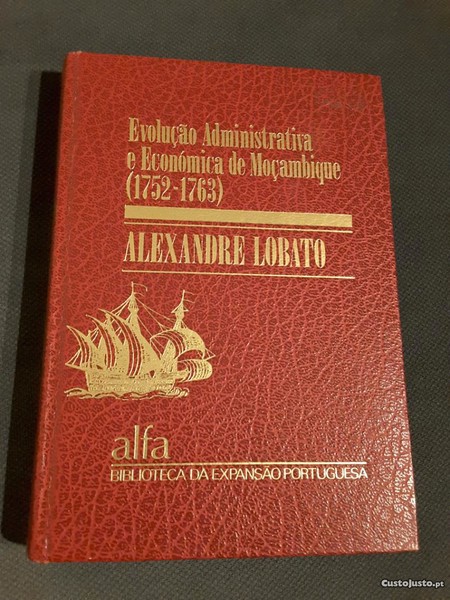 Evolução Administrativa
e Económica de Moçambique
(1752-1763)
ALEXANDRE LOBATO
alfa
BIBLIOTECA DA EXPANSÃO PORTUGUESA
CustoJusto.pt